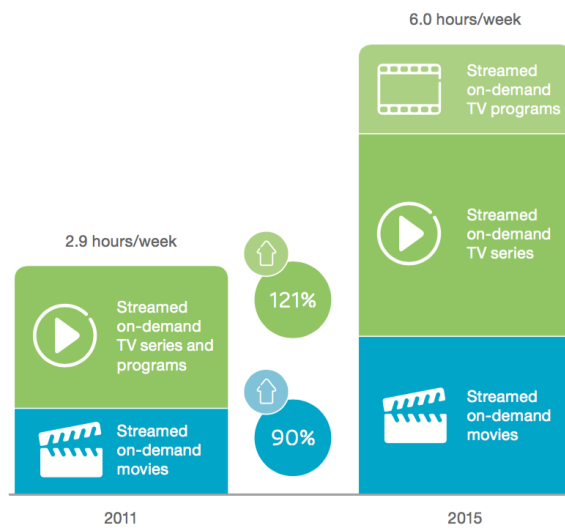 6.0 hours/week
Streamed
on-demand
TV programs
2.9 hours/week
Streamed
on-demand
TV series
121%
Streamed
on-demand
TV series and
programs
Streamed
on-demand
movies
90%
Streamed
on-demand
movies
2011
2015